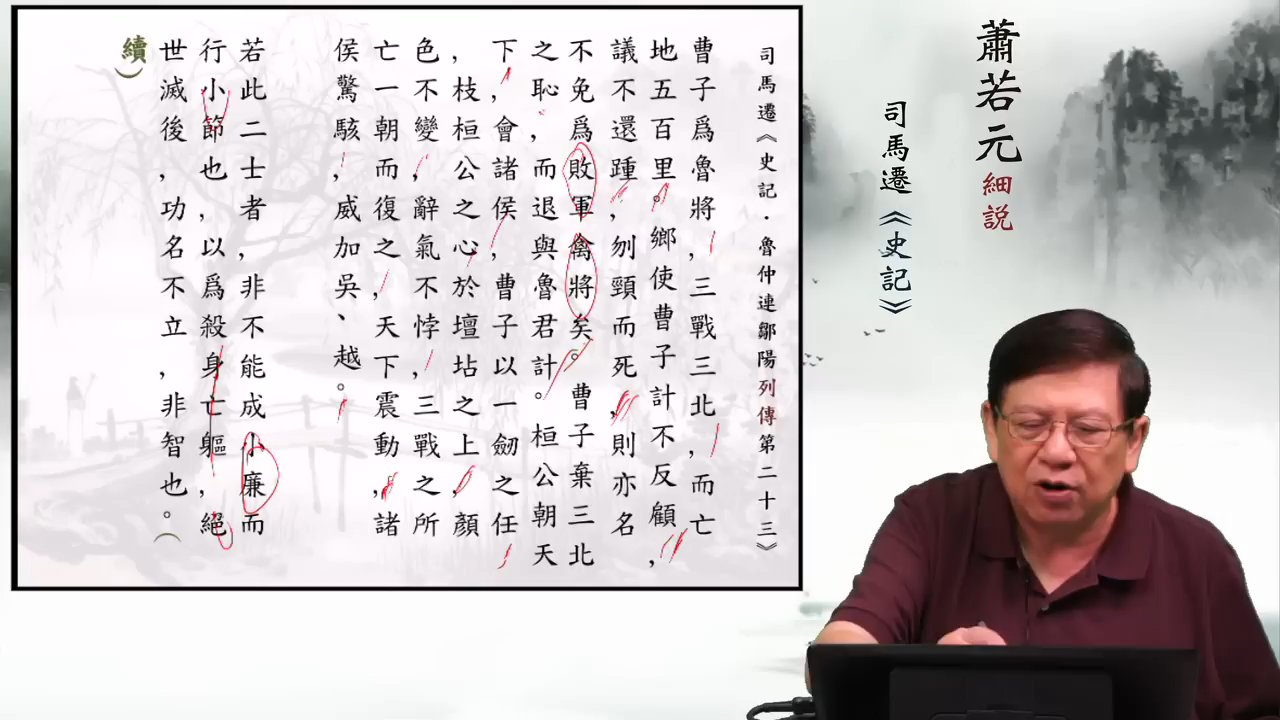 蕭若元
細說
司馬遷《史記》
司馬遷《史記．魯仲連鄒陽列傳第二十三》
曹子爲魯將，三戰三北，而亡
地五百里。鄉使曹子計不反顧，
議不還踵，刎頸而死，則亦名
不免爲敗軍禽將矣。曹子棄三北
之恥，而退與魯君計。桓公朝天
下，會諸侯，曹子以一劒之任
，枝桓公之心於壇坫之上，顏
色不變，辭氣不悖，三戰之所
亡一朝而復之，天下震動，諸
侯驚駭，威加吳、越。
若此二士者，非不能成小廉而
行小節也，以爲殺身亡軀，絕
世滅後，功名不立，非智也。（
續）